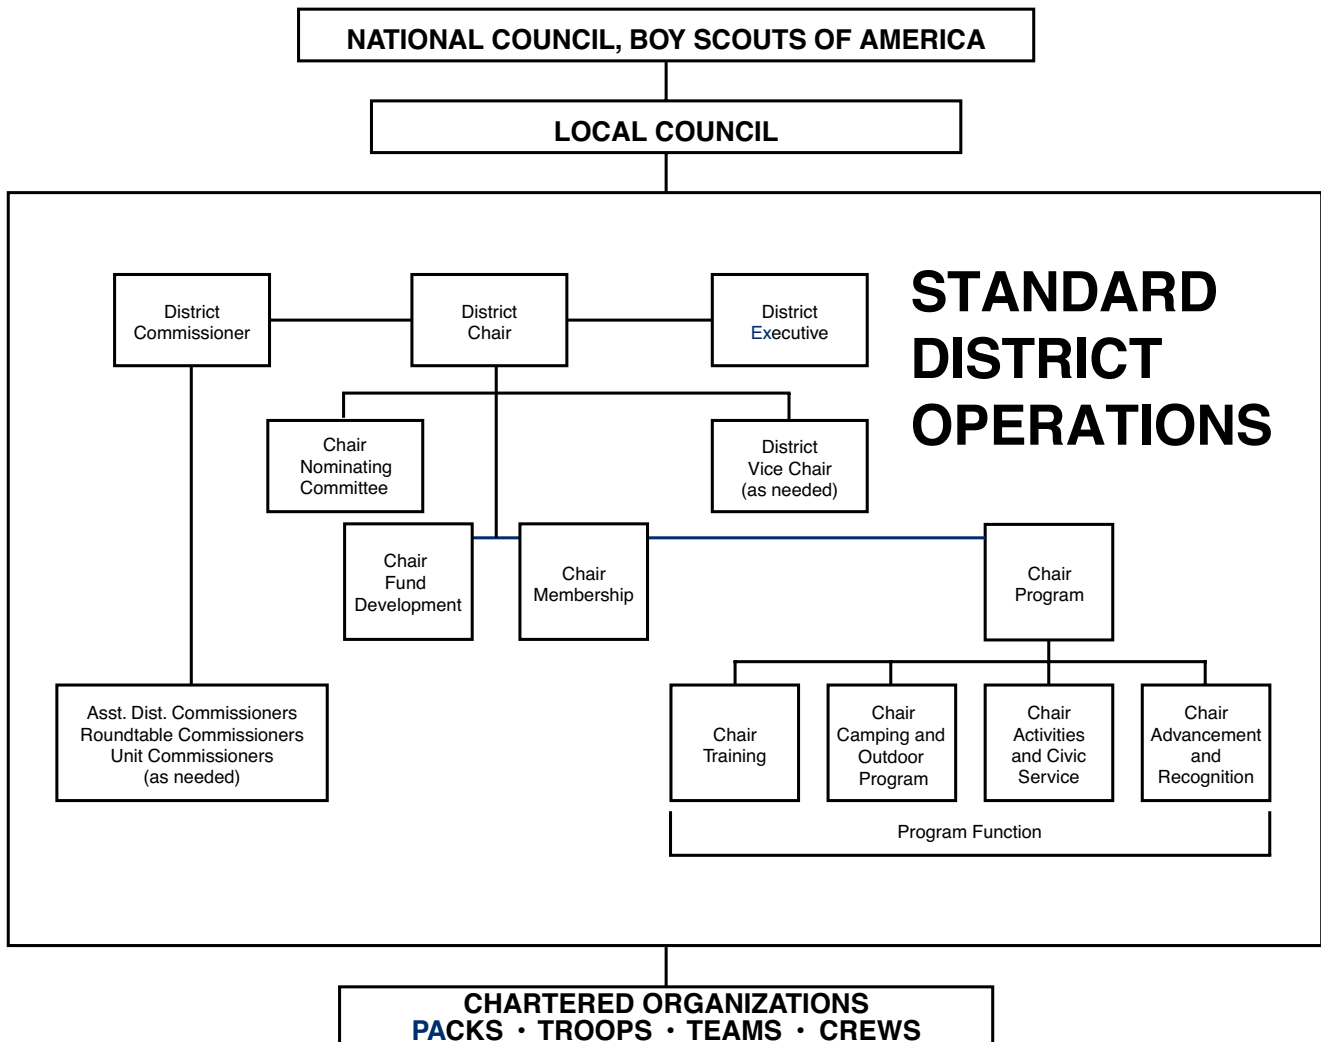 NATIONAL COUNCIL, BOY SCOUTS OF AMERICA
LOCAL COUNCIL
STANDARD
DISTRICT
OPERATIONS
District
Commissioner
District
Chair
District
Executive
Chair
Nominating
Committee
District
Vice Chair
(as needed)
Chair
Fund
Development
Chair
Membership
Chair
Program
Asst. Dist. Commissioners
Roundtable Commissioners
Unit Commissioners
(as needed)
Chair
Training
Chair
Camping and
Outdoor
Program
Chair
Activities
and Civic
Service
Chair
Advancement
and
Recognition
Program Function
CHARTERED ORGANIZATIONS
PACKS · TROOPS · TEAMS · CREWS